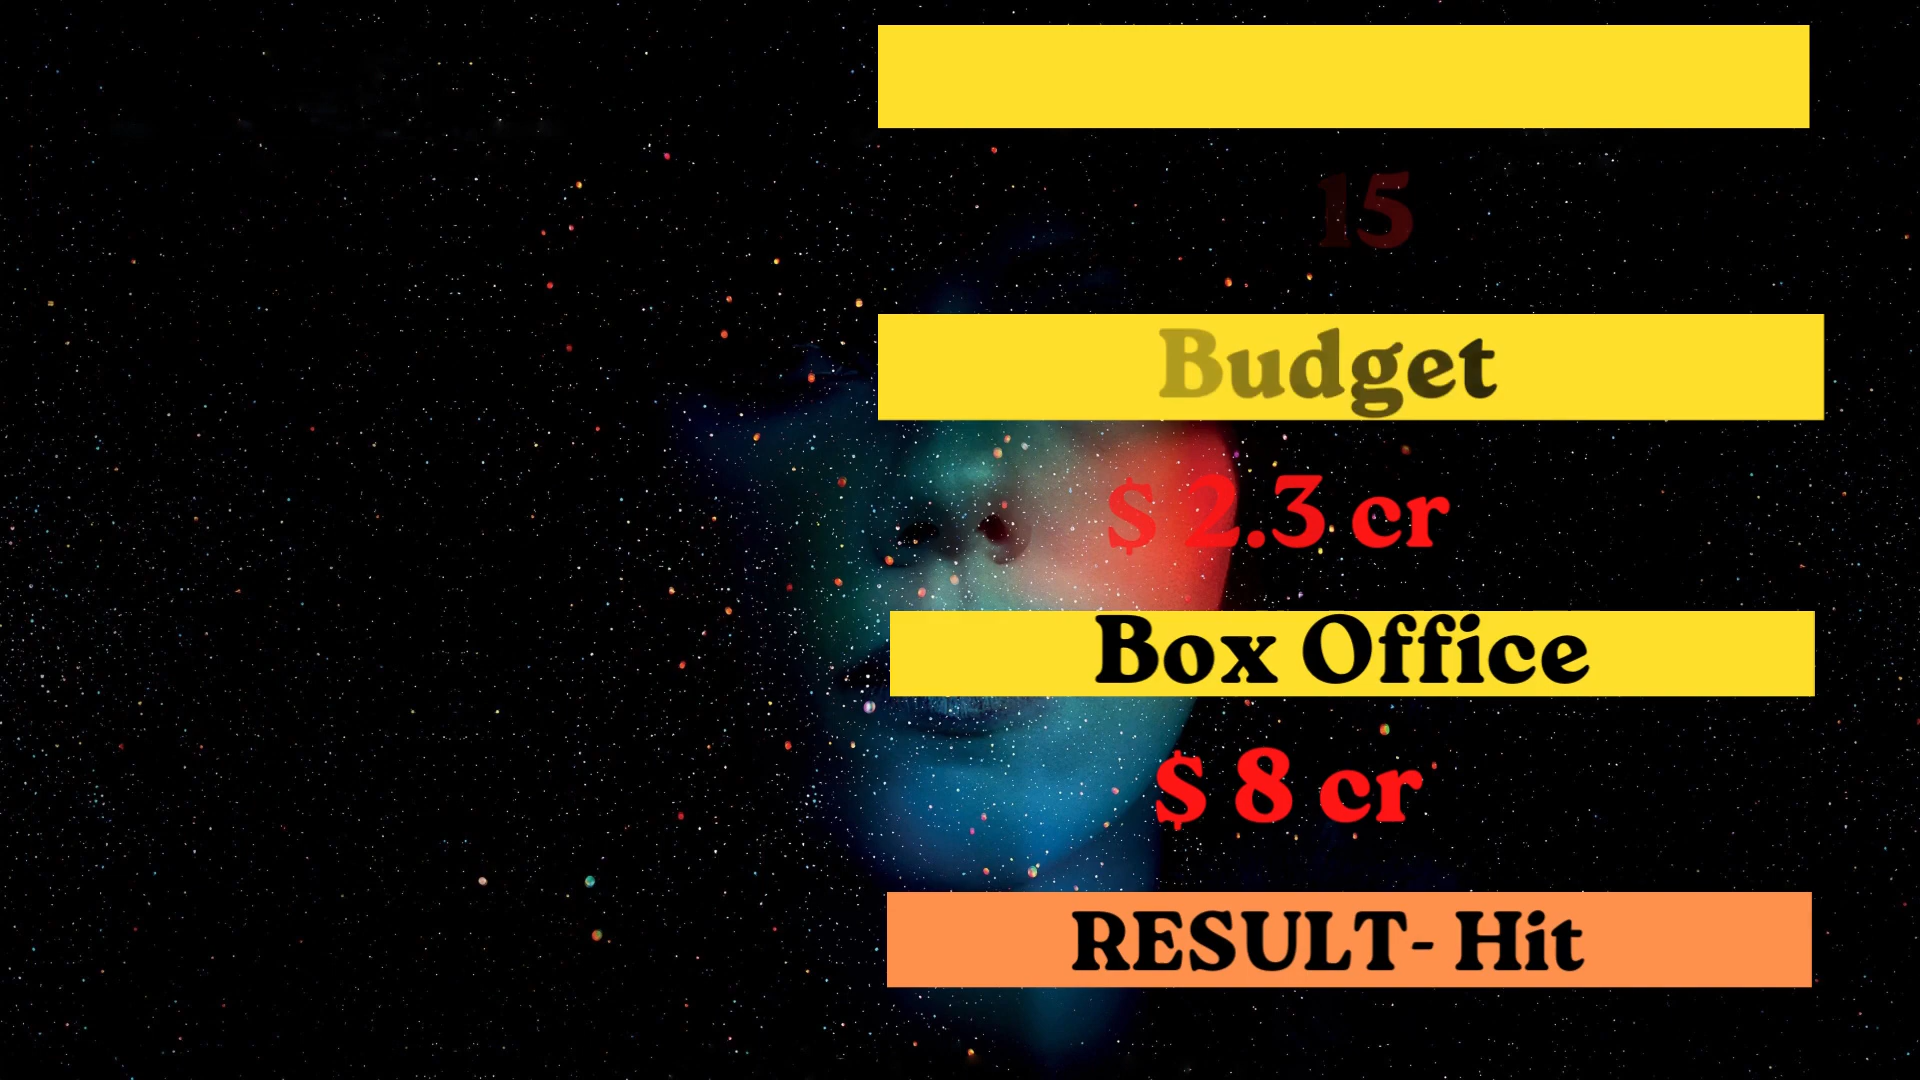 15
Budget
$ 2.3 cr
Box Office
$ 8 cr
RESULT- Hit